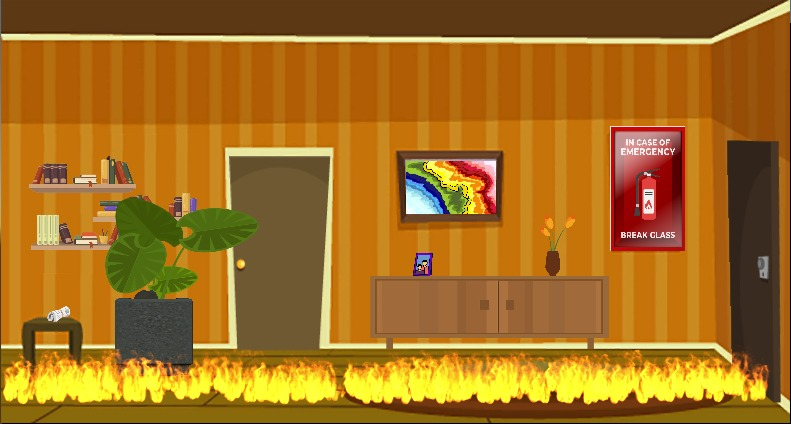 IN CASE OF
EMERGENCY
BREAK GLASS